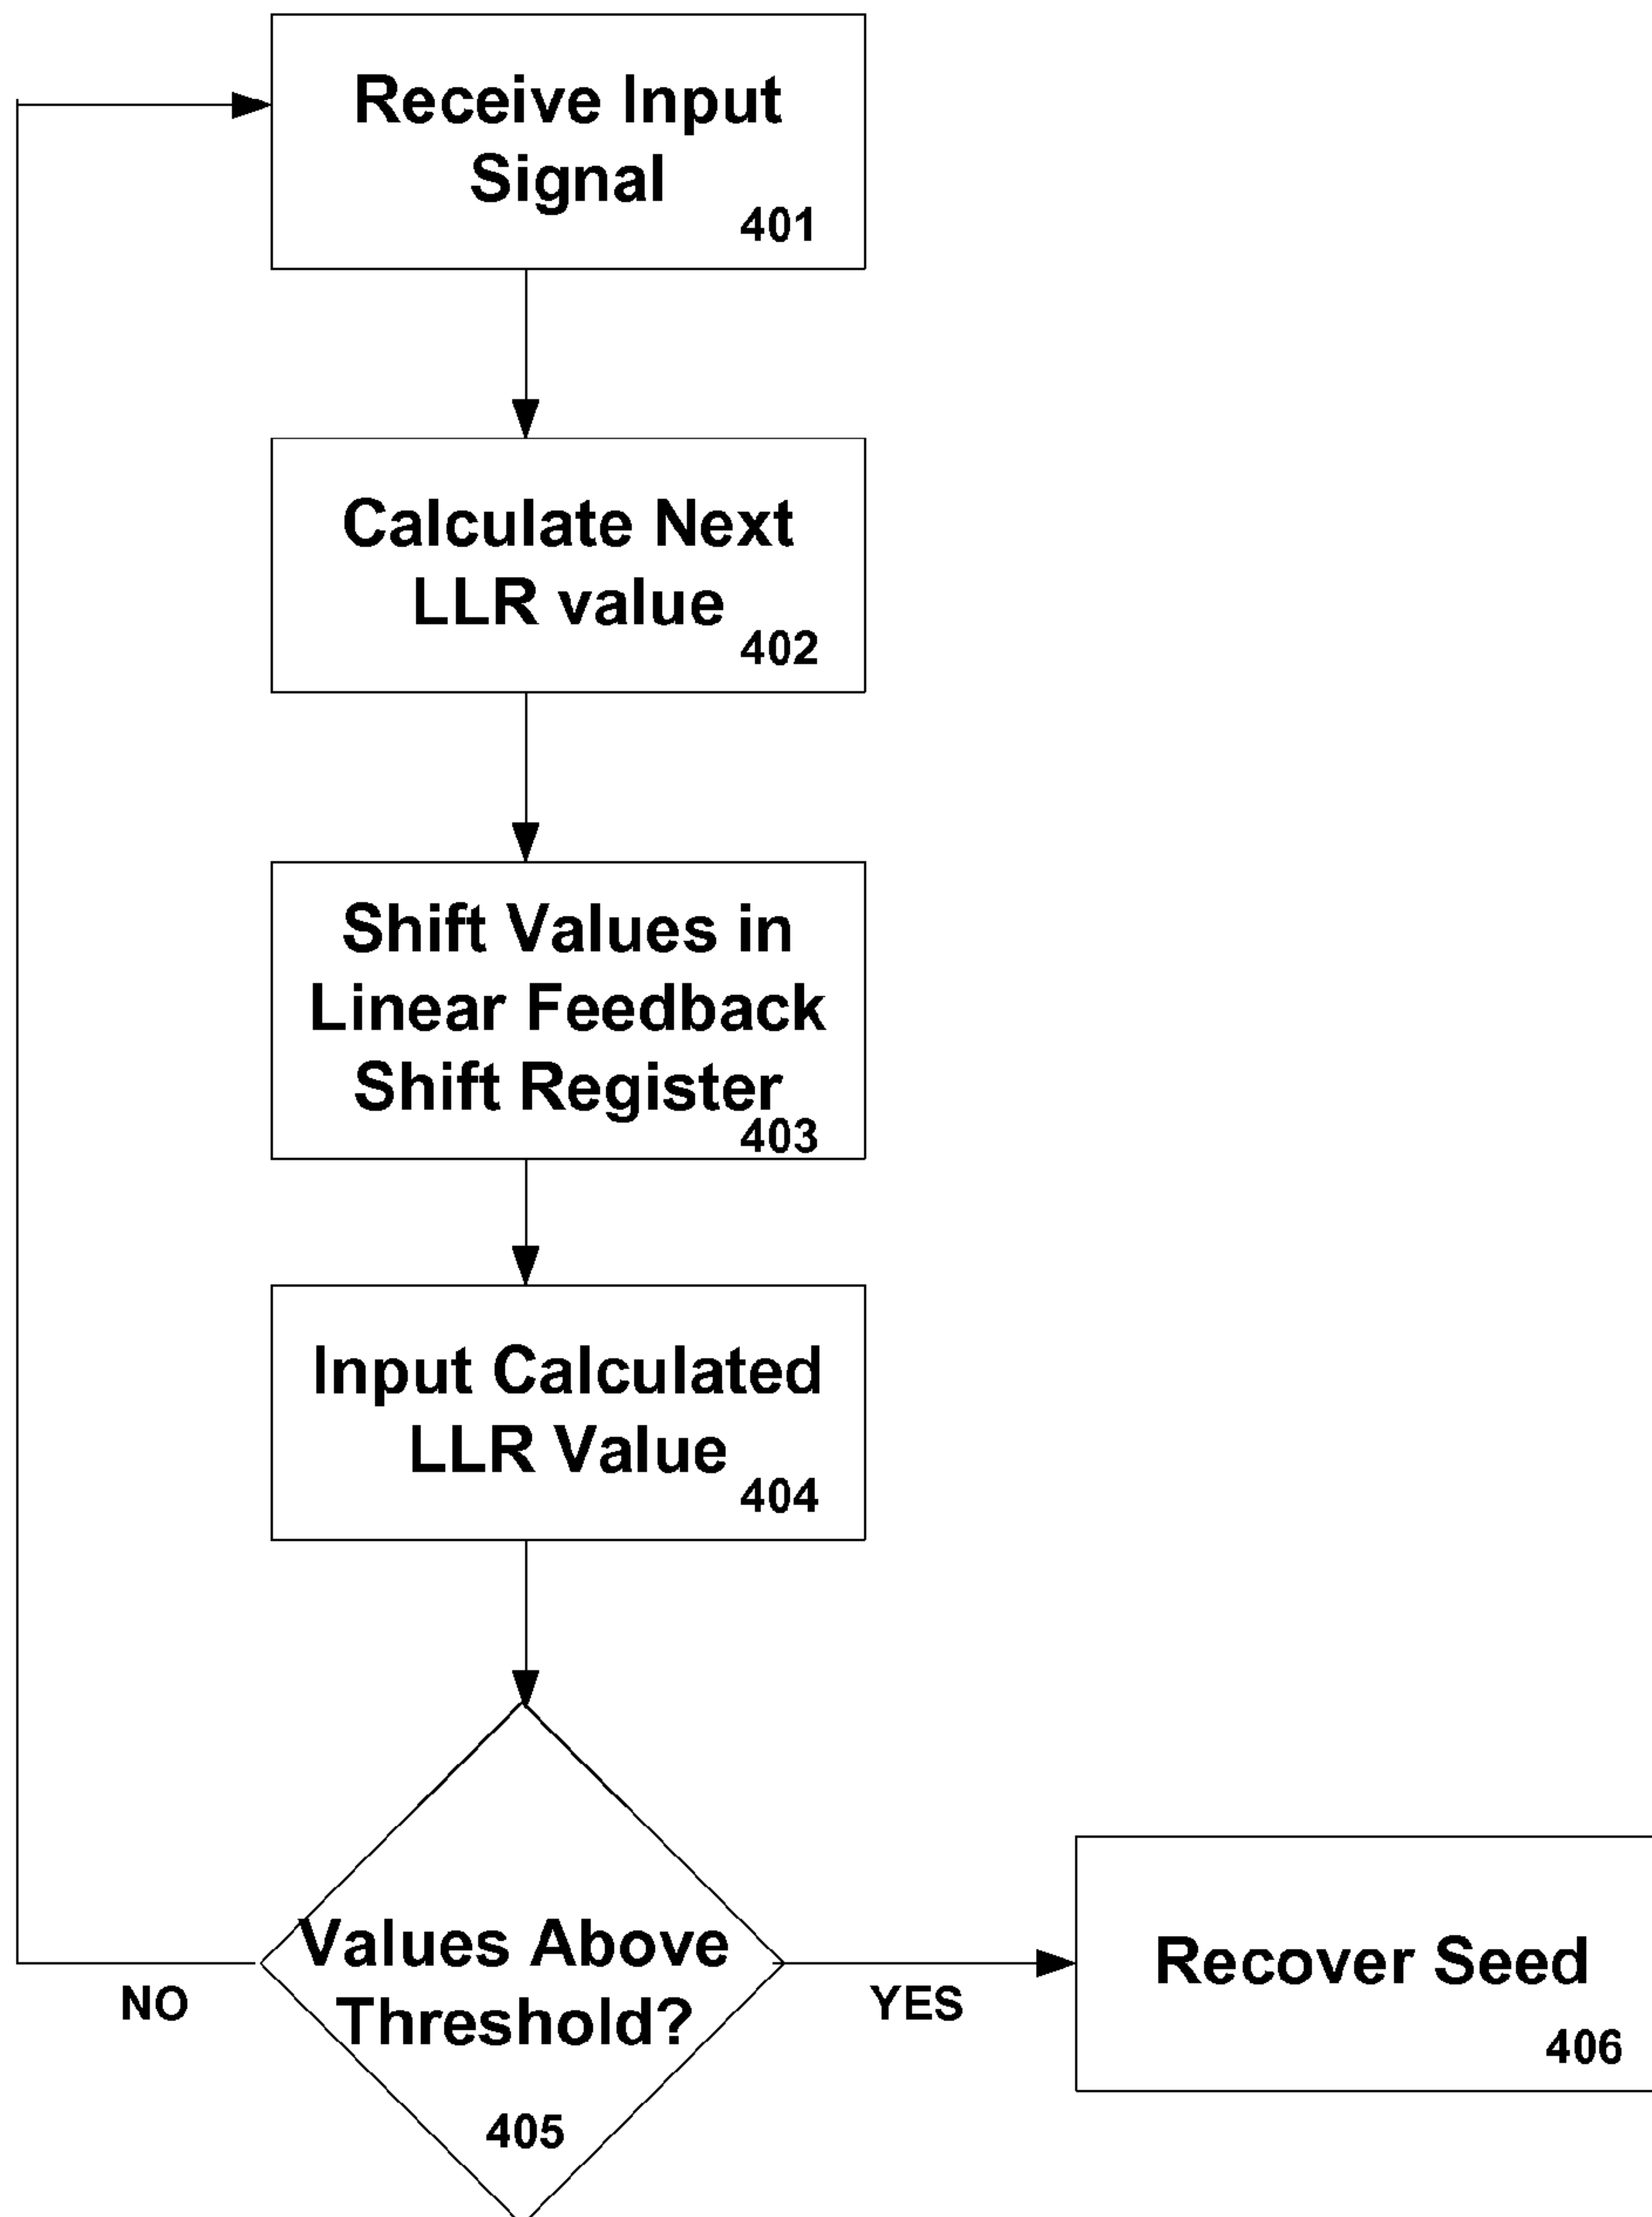 Receive Input
Signal
401
Calculate Next
LLR value
402
Shift Values in
Linear Feedback
Shift Register
403
Input Calculated
LLR Value
404
Values Above
Threshold?
405
NO
YES
Recover Seed
406